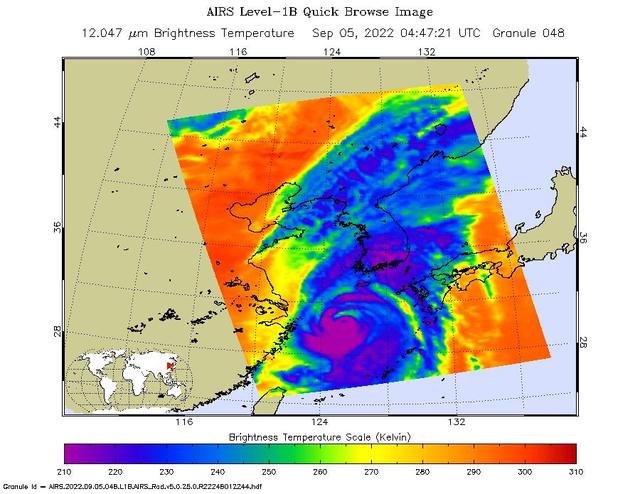 AIRS Level-1B Quick Browse Image
12.047 μm Brightness Temperature Sep 05, 2022 04:47:21 UTC Granule 048
108 116 124 132
44 44
36 36
28 28
116 124 132
Brightness Temperature Scale (Kelvin)
210 220 230 240 250 260 270 280 290 300 310
Granule Id = AIRS.2022.09.05.048.L1B.AIRS_Rad.v5.0.25.0.R22248012244.hdf